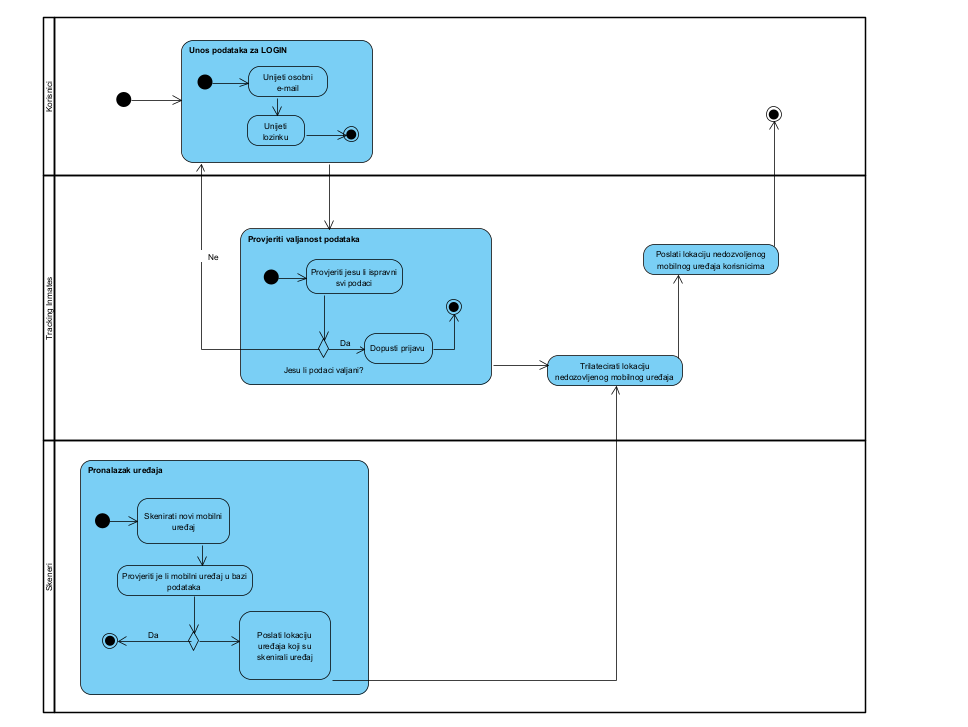 Korisnici
Unos podataka za LOGIN
Unijeti osobni
e-mail
Unijeti
lozinku
Tracking Inmates
Ne
Provjeriti valjanost podataka
Provjeriti jesu li ispravni
svi podaci
Da
Dopusti prijavu
Jesu li podaci valjani?
Poslati lokaciju nedozvoljenog
mobilnog uređaja korisnicima
Trilatecirati lokaciju
nedozovljenog mobilnog uređaja
Skeneri
Pronalazak uređaja
Skenirati novi mobilni
uređaj
Provjeriti je li mobilni uređaj u bazi
podataka
Da
Poslati lokaciju
uređaja koji su
skenirali uređaj